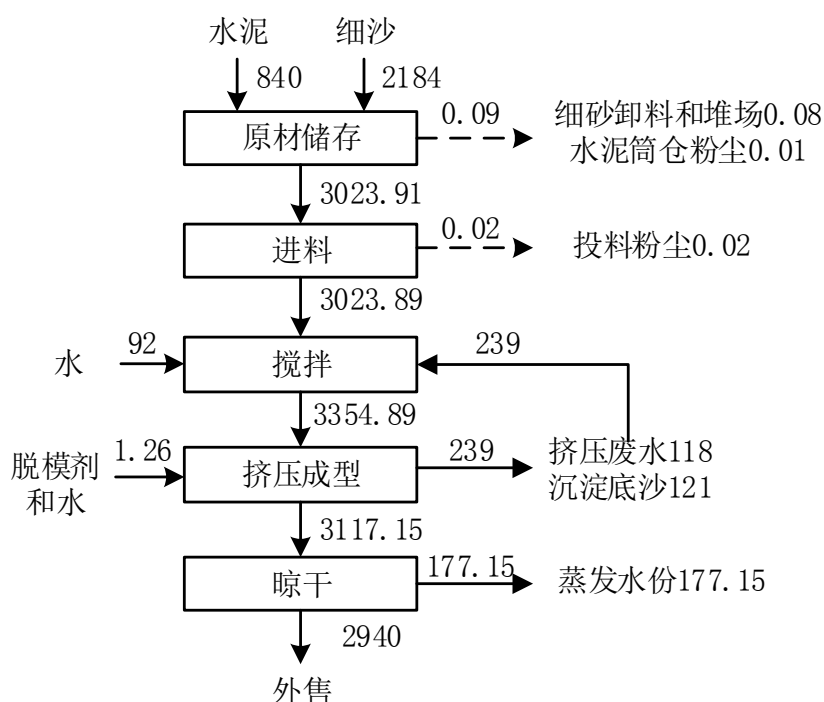 水泥
细沙
840
2184
原材储存
0.09
细砂卸料和堆场0.08
水泥筒仓粉尘0.01
3023.91
进料
0.02
投料粉尘0.02
3023.89
水
92
搅拌
239
3354.89
脱模剂
和水
1.26
挤压成型
239
挤压废水118
沉淀底沙121
3117.15
晾干
177.15
蒸发水份177.15
2940
外售